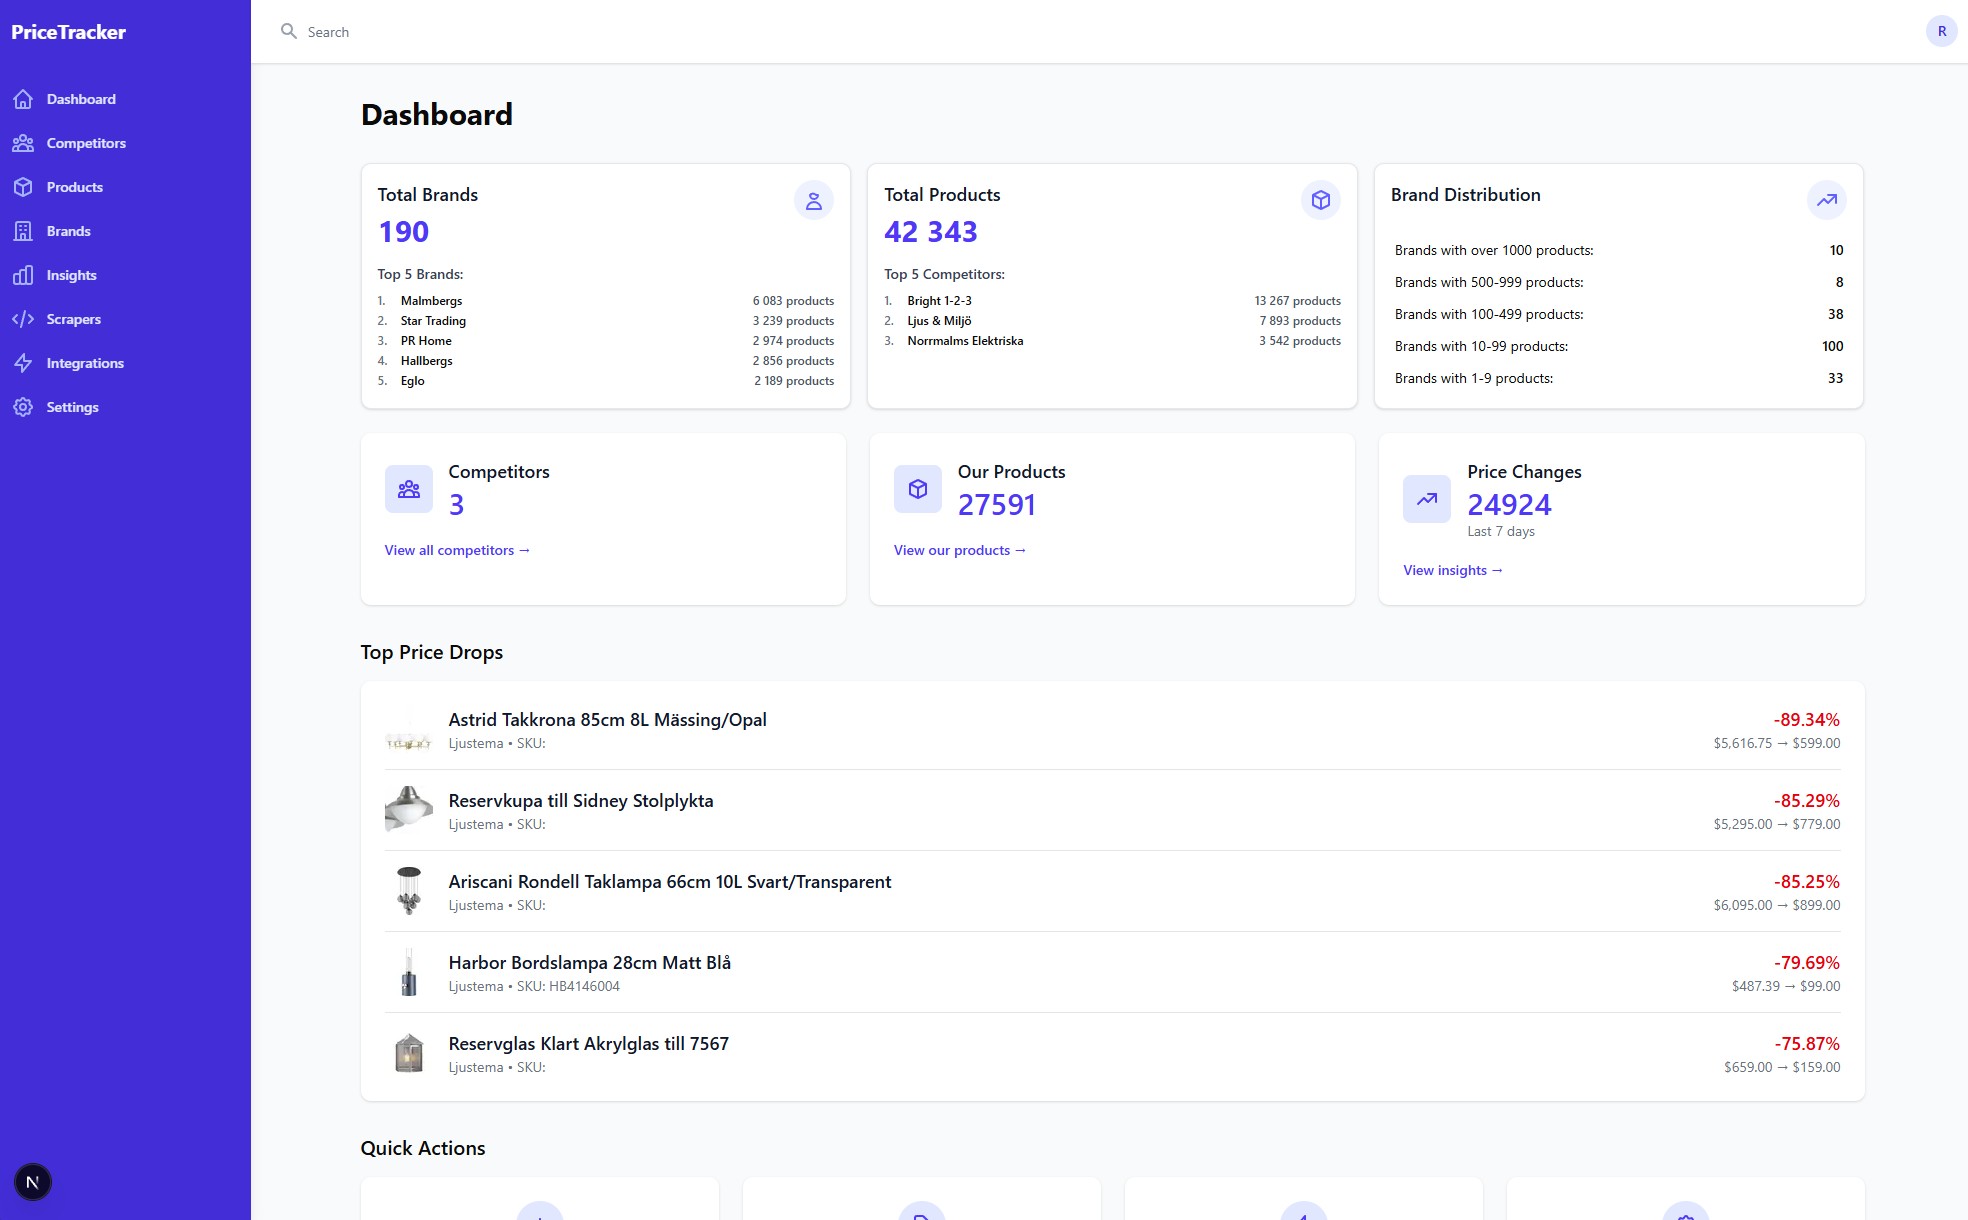 PriceTracker
Search
R
Dashboard
Competitors
Products
Brands
Insights
Scrapers
Integrations
Settings
Dashboard
Total Brands
190
Top 5 Brands:
1. Malmbergs 6 083 products
2. Star Trading 3 239 products
3. PR Home 2 974 products
4. Hallbergs 2 856 products
5. Eglo 2 189 products
Total Products
42 343
Top 5 Competitors:
1. Bright 1-2-3 13 267 products
2. Ljus & Miljö 7 893 products
3. Norrmalms Elektriska 3 542 products
Brand Distribution
Brands with over 1000 products: 10
Brands with 500-999 products: 8
Brands with 100-499 products: 38
Brands with 10-99 products: 100
Brands with 1-9 products: 33
Competitors
3
View all competitors →
Our Products
27591
View our products →
Price Changes
24924
Last 7 days
View insights →
Top Price Drops
Astrid Takkrona 85cm 8L Mässing/Opal -89.34%
Ljustema • SKU: $5,616.75 → $599.00
Reservkupa till Sidney Stolplykta -85.29%
Ljustema • SKU: $5,295.00 → $779.00
Ariscani Rondell Taklampa 66cm 10L Svart/Transparent -85.25%
Ljustema • SKU: $6,095.00 → $899.00
Harbor Bordslampa 28cm Matt Blå -79.69%
Ljustema • SKU: HB4146004 $487.39 → $99.00
Reservglas Klart Akrylglas till 7567 -75.87%
Ljustema • SKU: $659.00 → $159.00
Quick Actions
N